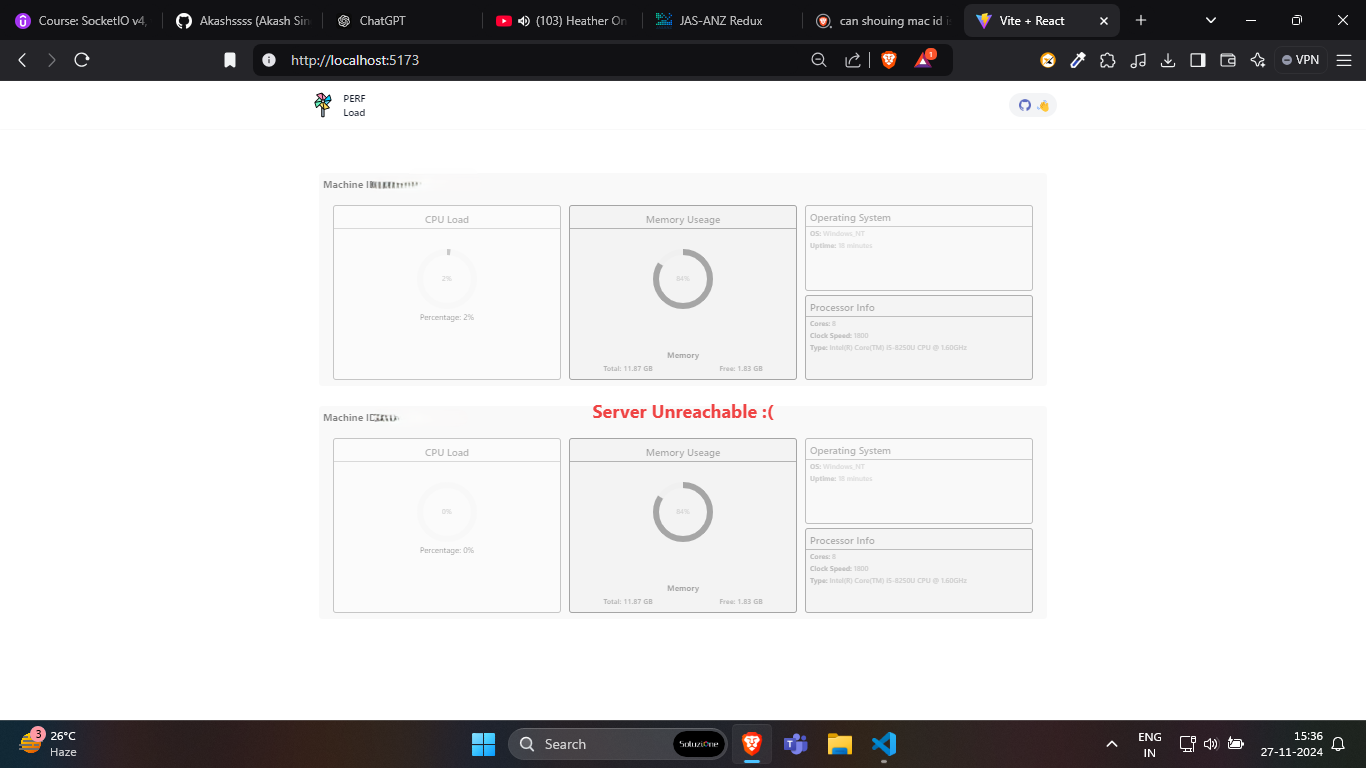 Course: SocketIO v4,
Akashssss (Akash Sin
ChatGPT
(103) Heather On
JAS-ANZ Redux
can shouing mac id is
Vite + React
http://localhost:5173
1
VPN
PERF
Load
Machine I
CPU Load
2%
Percentage: 2%
Memory Useage
84%
Memory
Total: 11.87 GB Free: 1.83 GB
Operating System
OS: Windows_NT
Uptime: 18 minutes
Processor Info
Cores: 8
Clock Speed: 1800
Type: Intel(R) Core(TM) i5-8250U CPU @ 1.60GHz
Server Unreachable :(
Machine I
CPU Load
0%
Percentage: 0%
Memory Useage
84%
Memory
Total: 11.87 GB Free: 1.83 GB
Operating System
OS: Windows_NT
Uptime: 18 minutes
Processor Info
Cores: 8
Clock Speed: 1800
Type: Intel(R) Core(TM) i5-8250U CPU @ 1.60GHz
3
26°C
Haze
Search
Soluzione
ENG
IN
15:36
27-11-2024